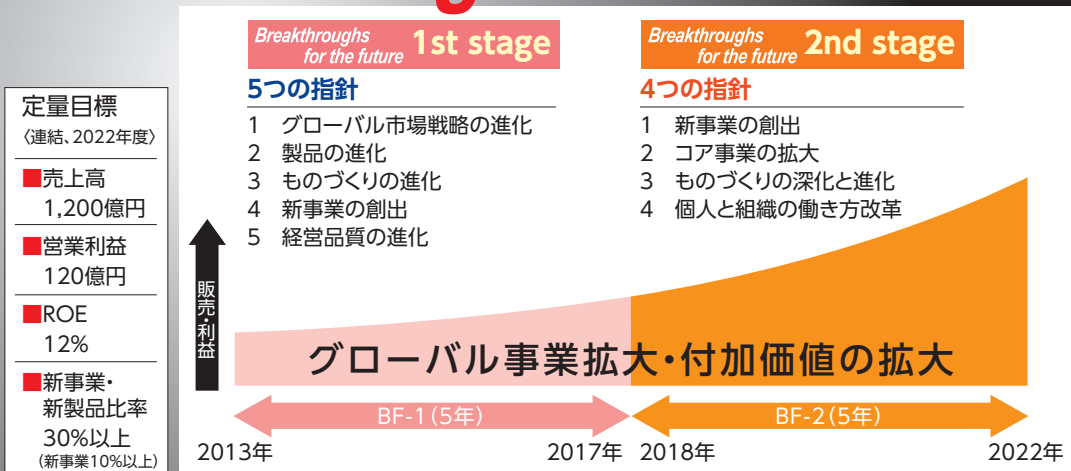 定量目標
〈連結、2022年度〉
■売上高
1,200億円
■営業利益
120億円
■ROE
12%
■新事業・
新製品比率
30%以上
(新事業10%以上)
Breakthroughs
for the future 1st stage
5つの指針
1 グローバル市場戦略の進化
2 製品の進化
3 ものづくりの進化
4 新事業の創出
5 経営品質の進化
Breakthroughs
for the future 2nd stage
4つの指針
1 新事業の創出
2 コア事業の拡大
3 ものづくりの深化と進化
4 個人と組織の働き方改革
販売・利益
グローバル事業拡大・付加価値の拡大
BF-1(5年)
BF-2(5年)
2013年
2017年
2018年
2022年